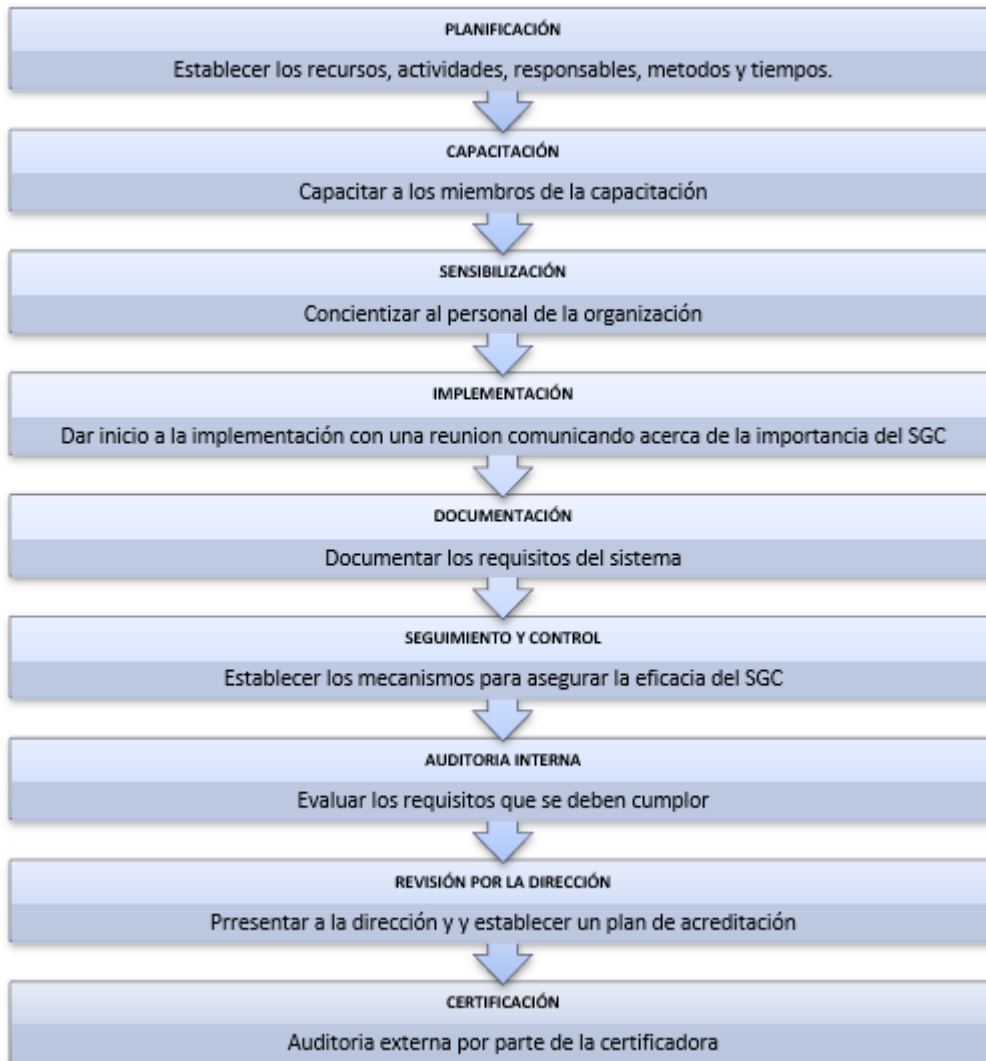 PLANIFICACIÓN
Establecer los recursos, actividades, responsables, metodos y tiempos.
CAPACITACIÓN
Capacitar a los miembros de la capacitación
SENSIBILIZACIÓN
Concientizar al personal de la organización
IMPLEMENTACIÓN
Dar inicio a la implementación con una reunion comunicando acerca de la importancia del SGC
DOCUMENTACIÓN
Documentar los requisitos del sistema
SEGUIMIENTO Y CONTROL
Establecer los mecanismos para asegurar la eficacia del SGC
AUDITORIA INTERNA
Evaluar los requisitos que se deben cumplor
REVISIÓN POR LA DIRECCIÓN
Prresentar a la dirección y y establecer un plan de acreditación
CERTIFICACIÓN
Auditoria externa por parte de la certificadora